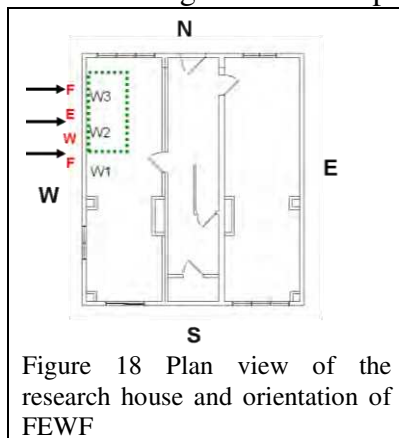 N
F
W3
E
W2
W
F
W1
W
E
S
Figure 18 Plan view of the
research house and orientation of
FEWF